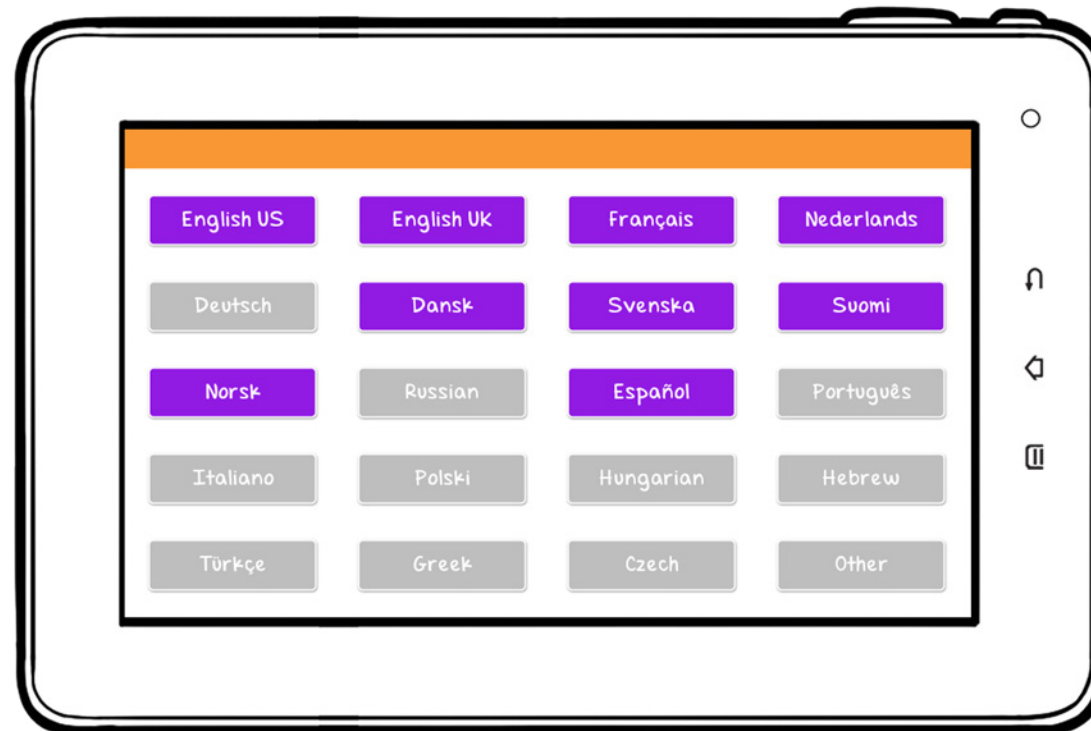 English US
English UK
Français
Nederlands
Deutsch
Dansk
Svenska
Suomi
Norsk
Russian
Español
Português
Italiano
Polski
Hungarian
Hebrew
Türkçe
Greek
Czech
Other